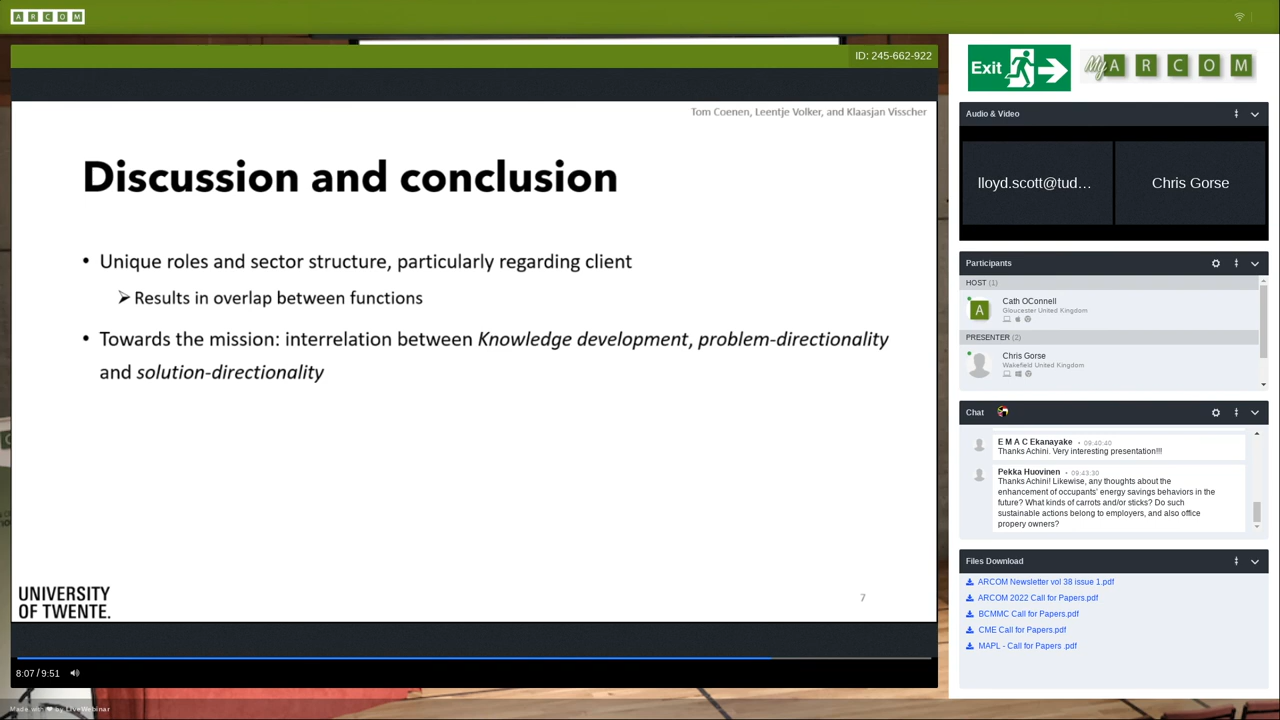 A R C O M
ID: 245-662-922
Exit
My A R C O M
Tom Coenen, Leentje Volker, and Klaasjan Visscher
Discussion and conclusion
• Unique roles and sector structure, particularly regarding client
➢ Results in overlap between functions
• Towards the mission: interrelation between Knowledge development, problem-directionality
and solution-directionality
UNIVERSITY
OF TWENTE.
7
8:07 / 9:51
Made with ❤ by LiveWebinar
Audio & Video
lloyd.scott@tud...
Chris Gorse
Participants
HOST (1)
A
Cath OConnell
Gloucester United Kingdom
PRESENTER (2)
Chris Gorse
Wakefield United Kingdom
Chat
E M A C Ekanayake • 09:40:40
Thanks Achini. Very interesting presentation!!!
Pekka Huovinen • 09:43:30
Thanks Achini! Likewise, any thoughts about the
enhancement of occupants' energy savings behaviors in the
future? What kinds of carrots and/or sticks? Do such
sustainable actions belong to employers, and also office
propery owners?
Files Download
ARCOM Newsletter vol 38 issue 1.pdf
ARCOM 2022 Call for Papers.pdf
BCMMC Call for Papers.pdf
CME Call for Papers.pdf
MAPL - Call for Papers .pdf